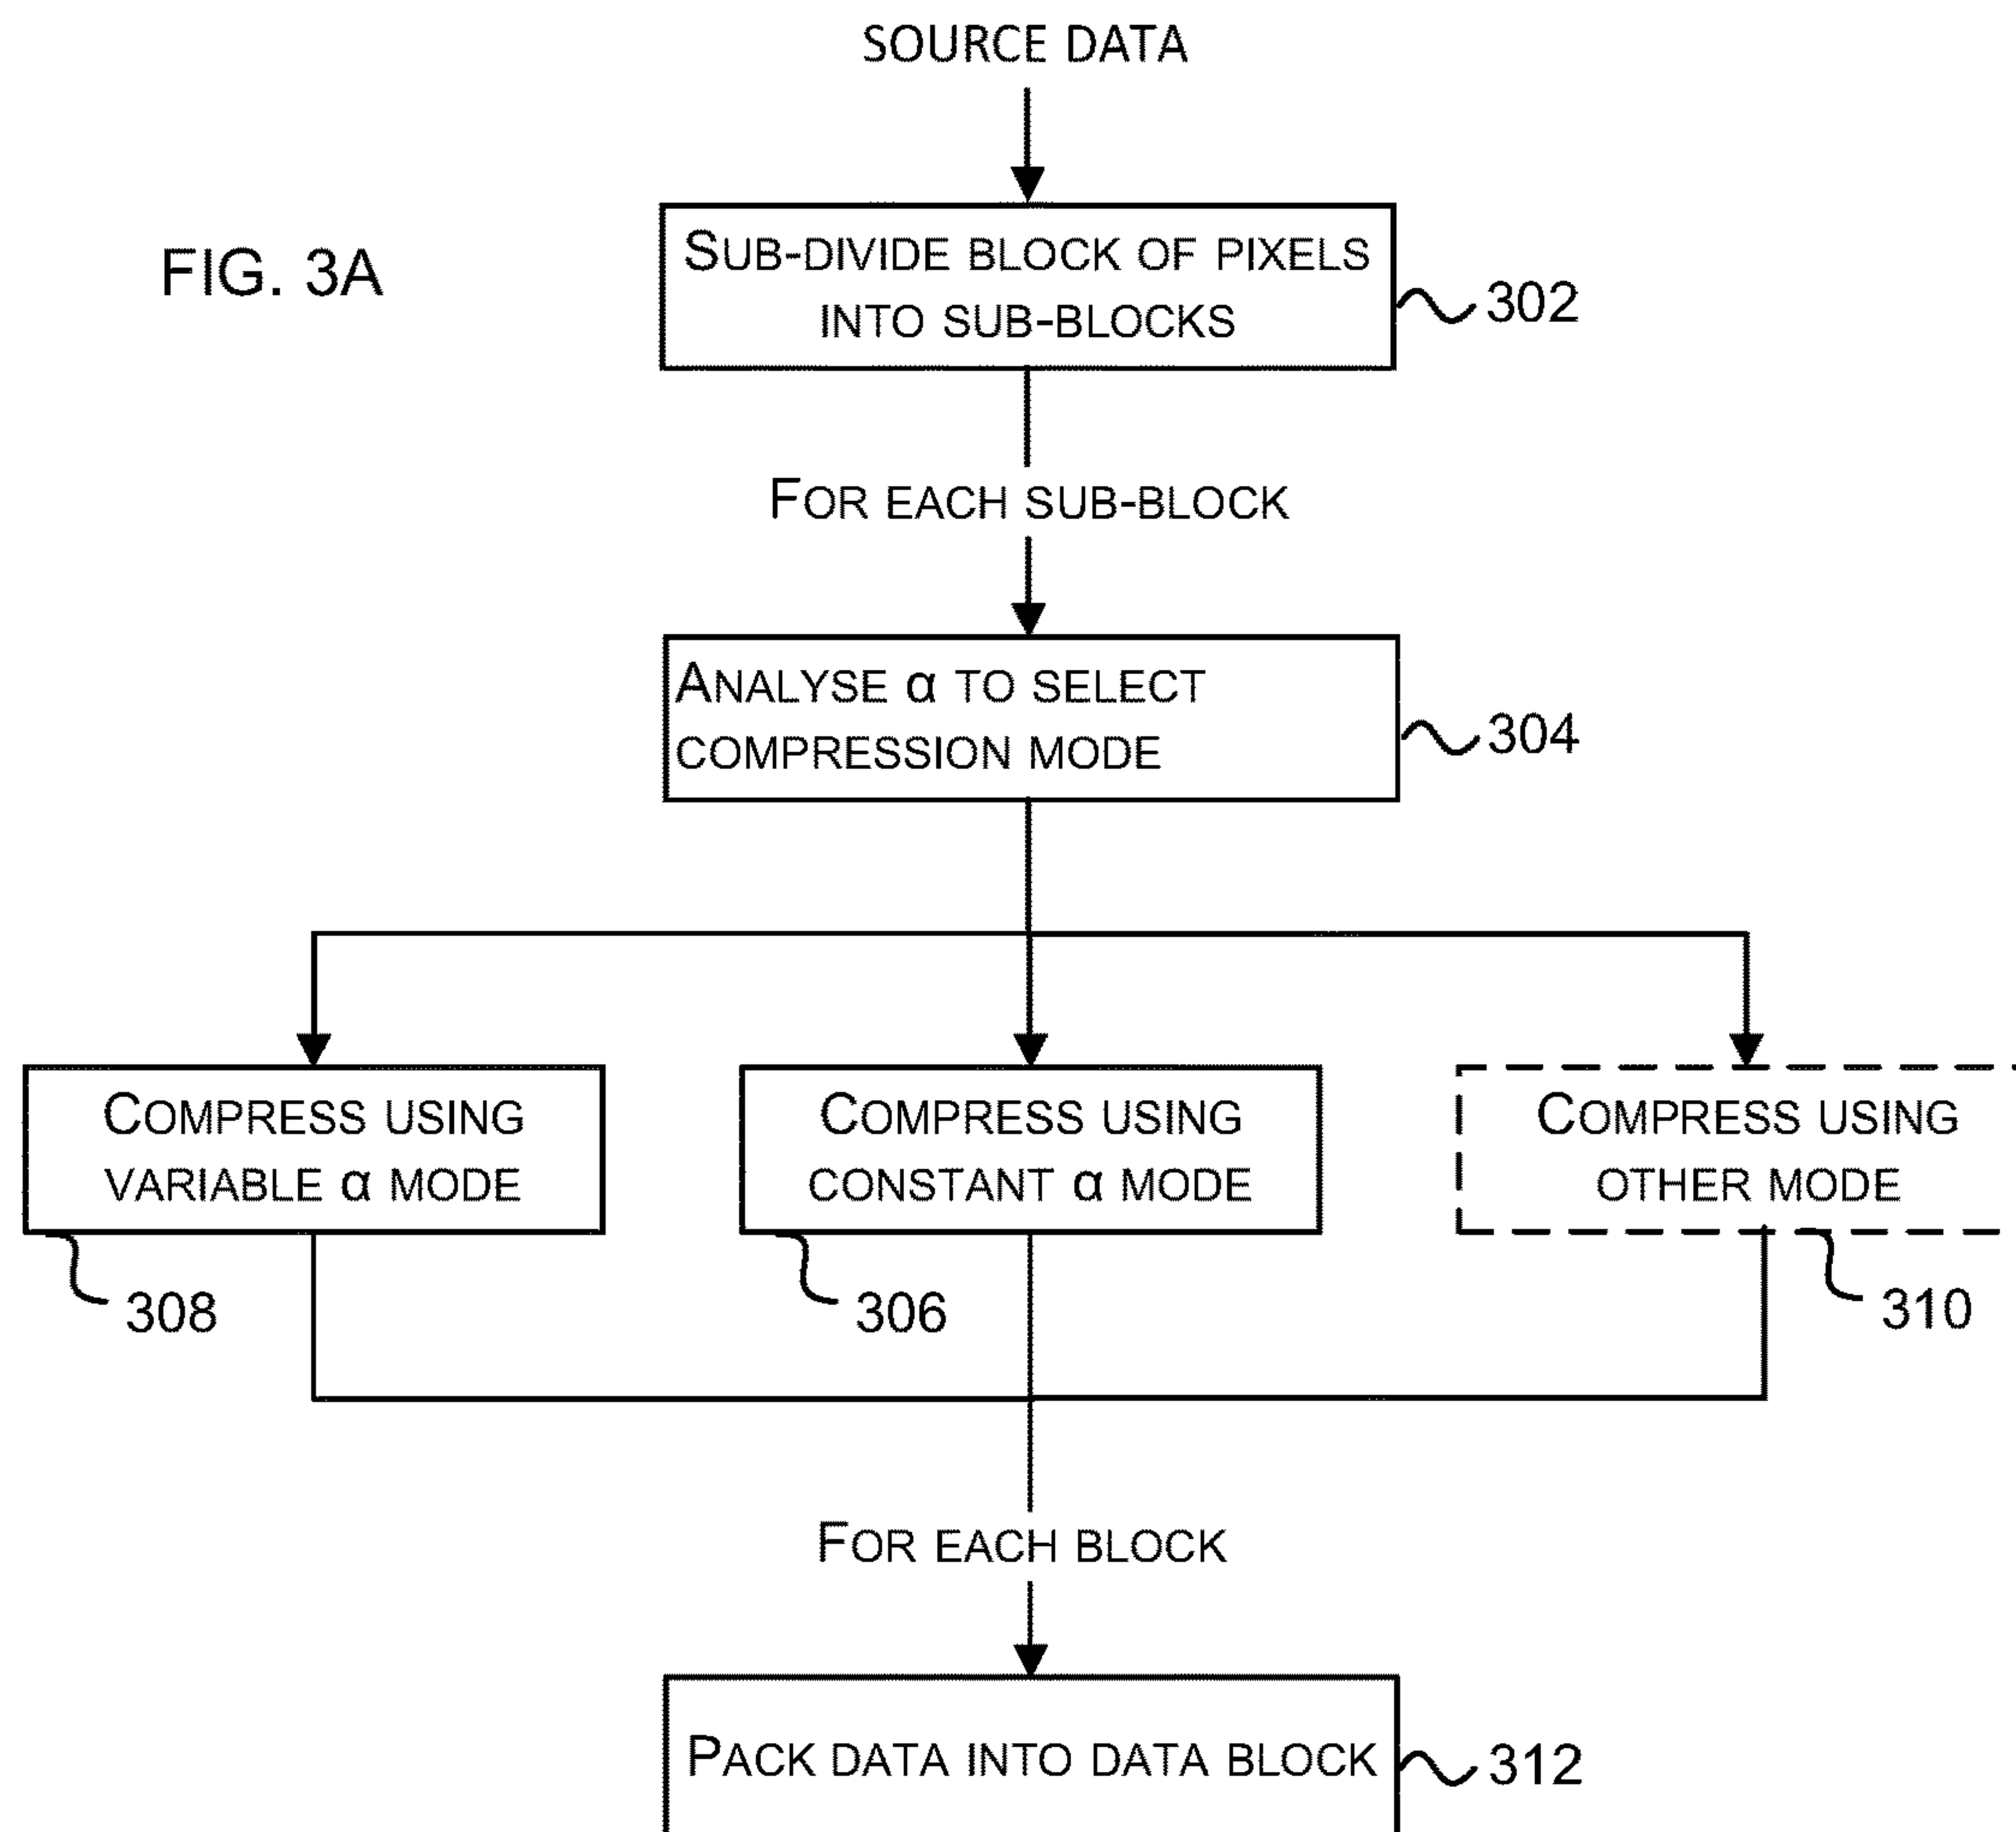 SOURCE DATA
FIG. 3A
SUB-DIVIDE BLOCK OF PIXELS
INTO SUB-BLOCKS
302
FOR EACH SUB-BLOCK
ANALYSE α TO SELECT
COMPRESSION MODE
304
COMPRESS USING
VARIABLE α MODE
308
COMPRESS USING
CONSTANT α MODE
306
COMPRESS USING
OTHER MODE
310
FOR EACH BLOCK
PACK DATA INTO DATA BLOCK
312